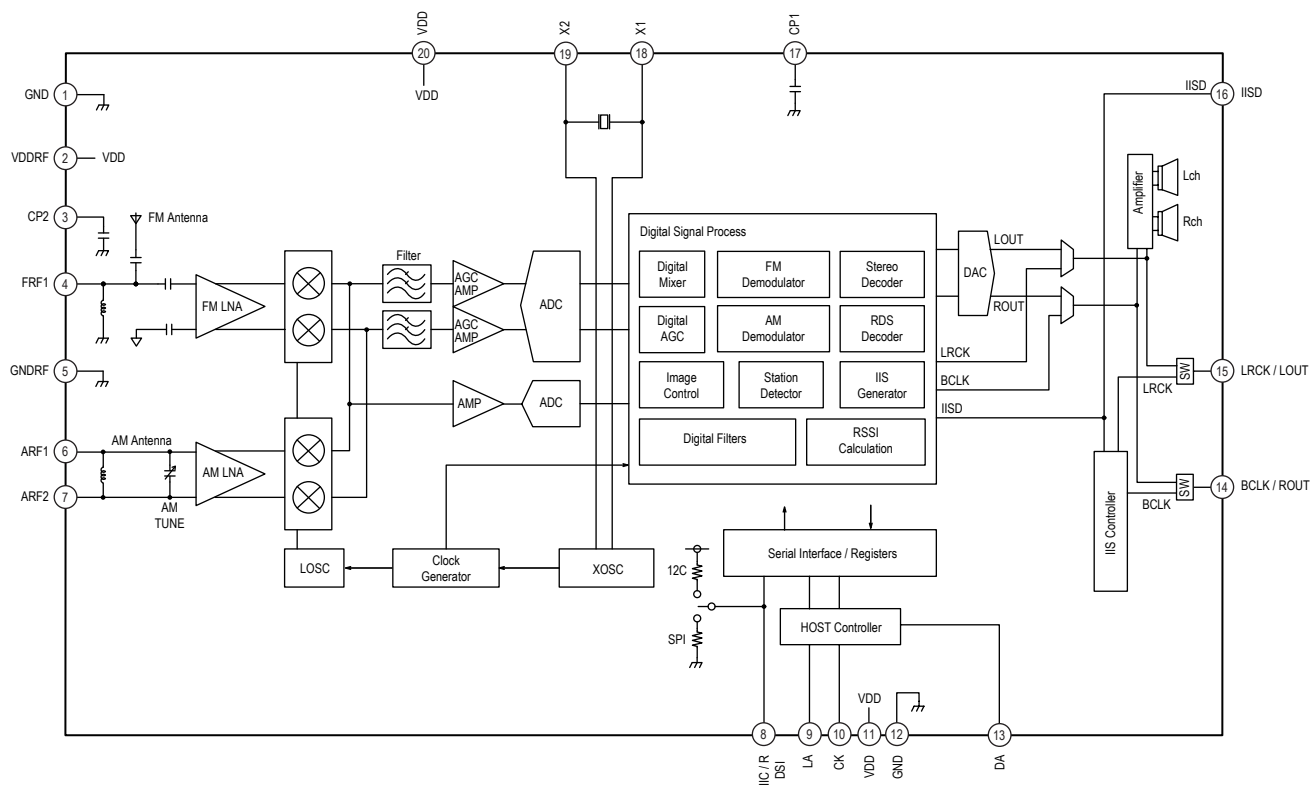 VDD
20
VDD
X2
19
X1
18
CP1
17
GND
1
VDDRF
2
VDD
CP2
3
FM Antenna
FRF1
4
FM LNA
Filter
AGC
AMP
AGC
AMP
ADC
GNDRF
5
AMP
ADC
ARF1
6
AM Antenna
AM LNA
ARF2
7
AM
TUNE
LOSC
Clock
Generator
XOSC
Digital Signal Process
Digital
Mixer
FM
Demodulator
Stereo
Decoder
Digital
AGC
AM
Demodulator
RDS
Decoder
Image
Control
Station
Detector
IIS
Generator
Digital Filters
RSSI
Calculation
DAC
LOUT
ROUT
LRCK
BCLK
IISD
IISD
16
IISD
Amplifier
Lch
Rch
SW
15
LRCK / LOUT
LRCK
SW
14
BCLK / ROUT
BCLK
IIS Controller
Serial Interface / Registers
12C
SPI
HOST Controller
VDD
8
9
10
11
12
13
IIC / R
DSI
LA
CK
VDD
GND
DA